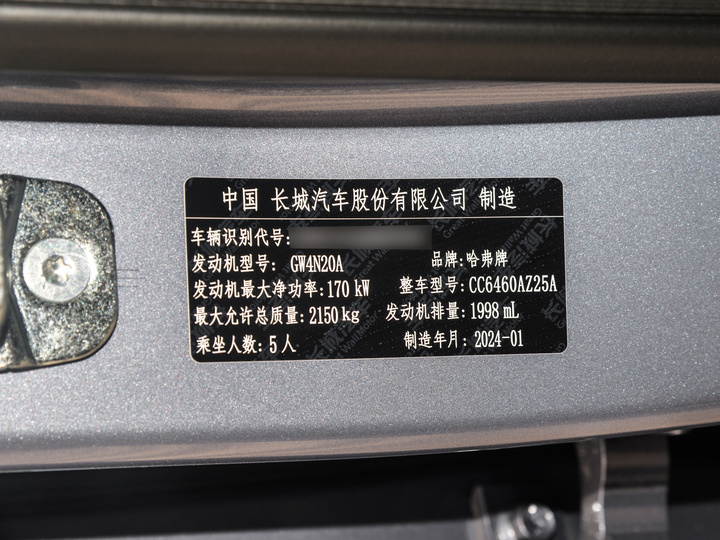 中国 长城汽车股份有限公司 制造
车辆识别代号:
发动机型号: GW4N20A 品牌:哈弗牌
发动机最大净功率:170 kW 整车型号:CC6460AZ25A
最大允许总质量:2150 kg 发动机排量:1998 mL
乘坐人数:5 人 制造年月:2024-01